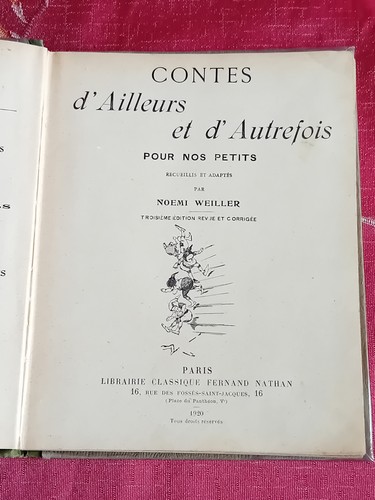 CONTES
d'Ailleurs
et d'Autrefois
POUR NOS PETITS
RECUEILLIS ET ADAPTÉS
PAR
NOEMI WEILLER
TROISIÈME ÉDITION REVUE ET CORRIGÉE
PARIS
LIBRAIRIE CLASSIQUE FERNAND NATHAN
16, RUE DES FOSSÉS-SAINT-JACQUES, 16
(Place du Panthéon, Vᵉ)
1920
Tous droits réservés